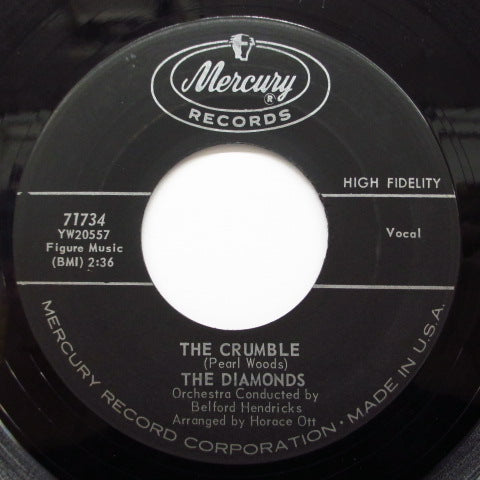 Mercury
®
RECORDS
HIGH FIDELITY
71734
YW20557
Figure Music
(BMI) 2:36
Vocal
THE CRUMBLE
(Pearl Woods)
THE DIAMONDS
Orchestra Conducted by
Belford Hendricks
Arranged by Horace Ott
MERCURY RECORD CORPORATION • MADE IN U.S.A.